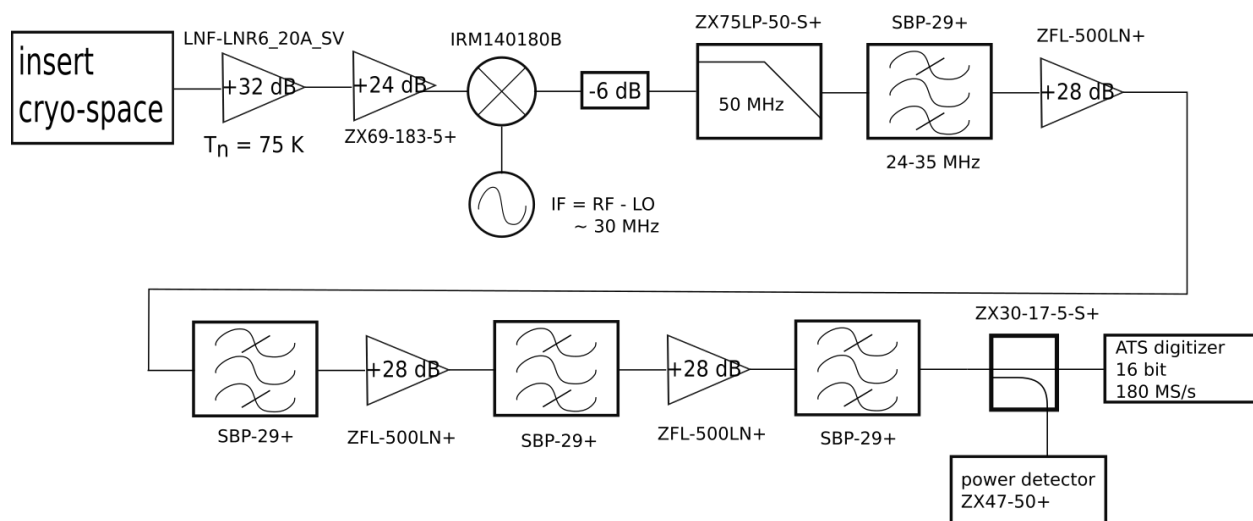 insert
cryo-space
LNF-LNR6_20A_SV
+32 dB
Tn = 75 K
+24 dB
ZX69-183-5+
IRM140180B
IF = RF - LO
~ 30 MHz
-6 dB
ZX75LP-50-S+
50 MHz
SBP-29+
24-35 MHz
ZFL-500LN+
+28 dB
SBP-29+
+28 dB
ZFL-500LN+
SBP-29+
+28 dB
ZFL-500LN+
SBP-29+
ZX30-17-5-S+
ATS digitizer
16 bit
180 MS/s
power detector
ZX47-50+